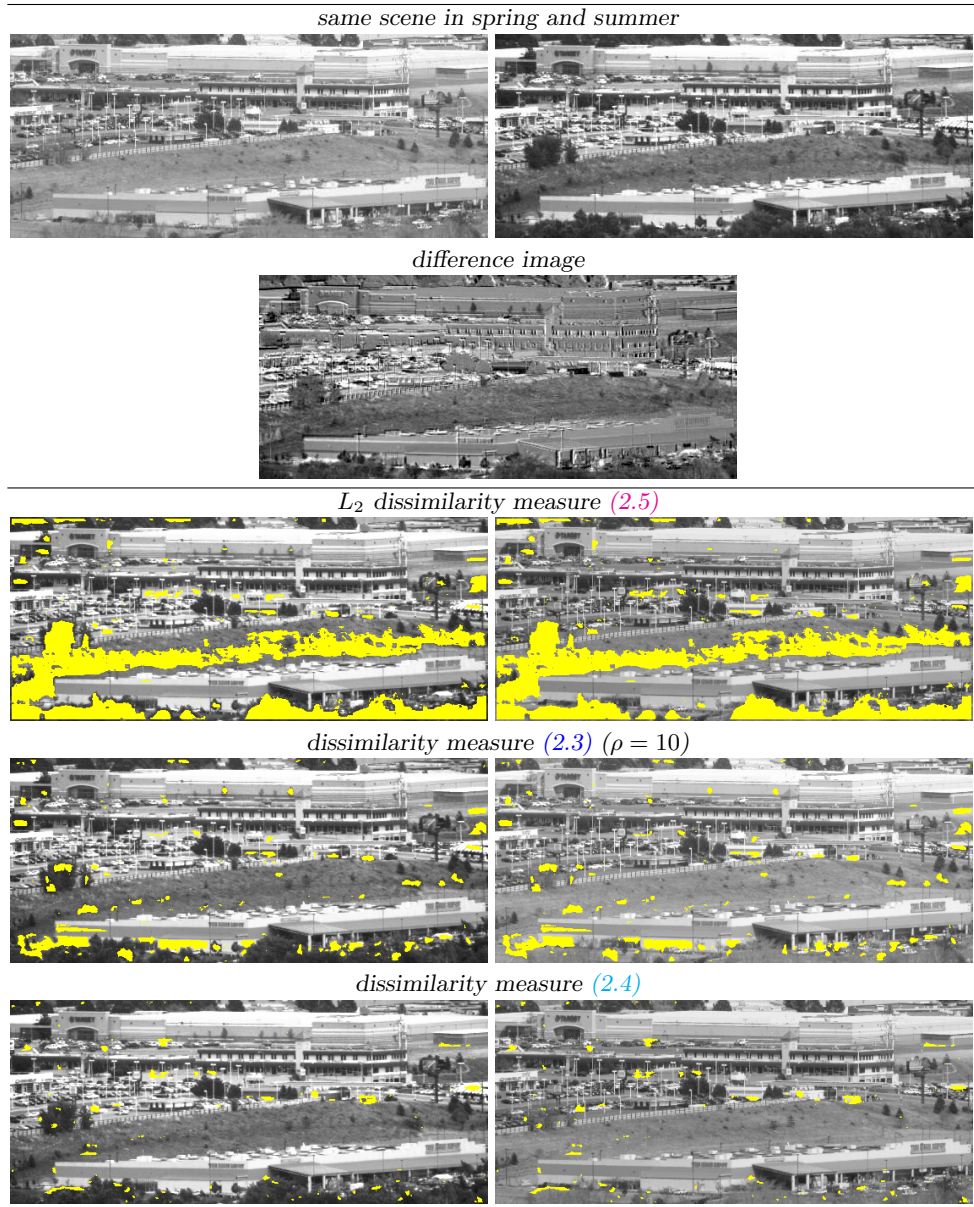 same scene in spring and summer
difference image
L₂ dissimilarity measure (2.5)
dissimilarity measure (2.3) (ρ = 10)
dissimilarity measure (2.4)